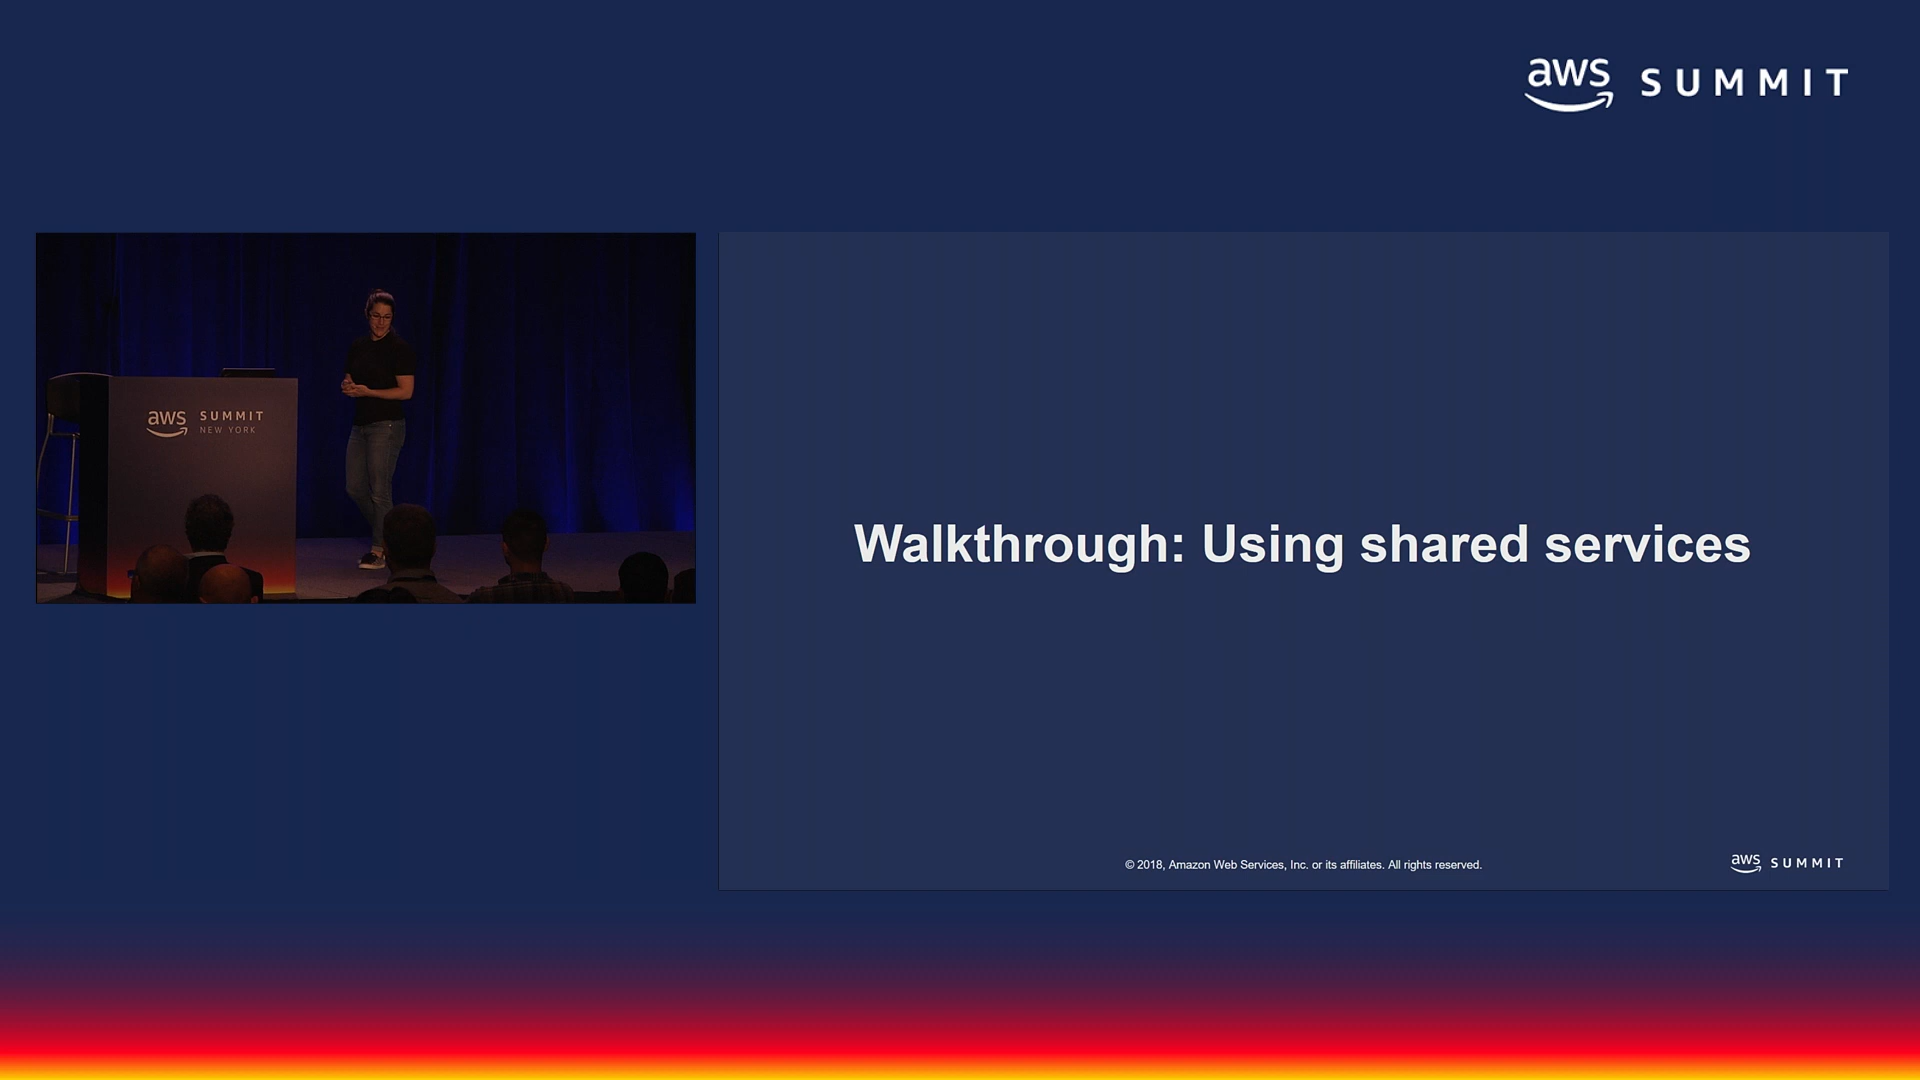 aws SUMMIT
aws SUMMIT
NEW YORK
Walkthrough: Using shared services
© 2018, Amazon Web Services, Inc. or its affiliates. All rights reserved.
aws SUMMIT